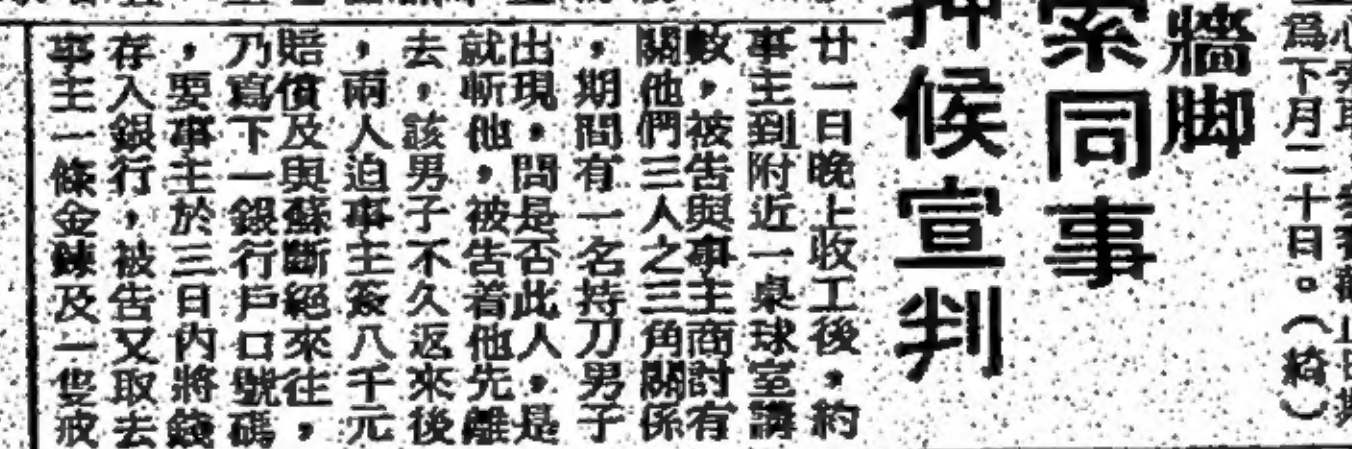 爲下月二十日。（綺）
牆脚
索同事
押候宣判
廿一日晚上收工後，約
事主到附近一桌球室講
數，被告與事主商討有
關他們三人之三角關係
，期間有一名持刀男子
出現，問是否此人，是
就斬他，被告着他先離
去，該男子不久返來後
，兩人迫事主簽八千元
賠償及與蘇斷絕來往，
乃寫下一銀行戶口號碼
，要事主於三日內將錢
存入銀行，被告又取去
事主一條金鍊及一隻戒